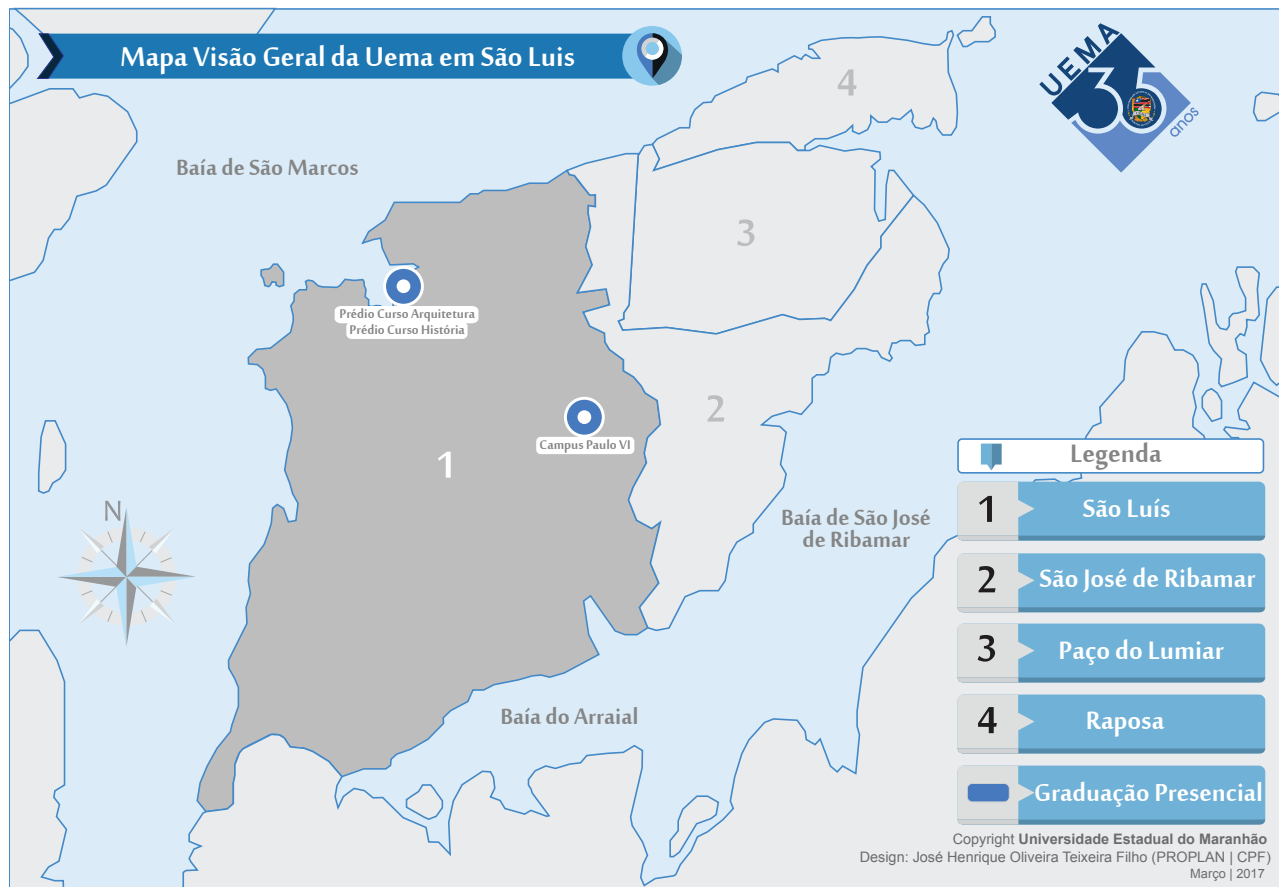 Mapa Visão Geral da Uema em São Luis
UEMA
35
anos
4
Baía de São Marcos
3
Prédio Curso Arquitetura
Prédio Curso História
2
Campus Paulo VI
1
N
Baía de São José
de Ribamar
Baía do Arraial
Legenda
1 São Luís
2 São José de Ribamar
3 Paço do Lumiar
4 Raposa
Graduação Presencial
Copyright Universidade Estadual do Maranhão
Design: José Henrique Oliveira Teixeira Filho (PROPLAN | CPF)
Março | 2017